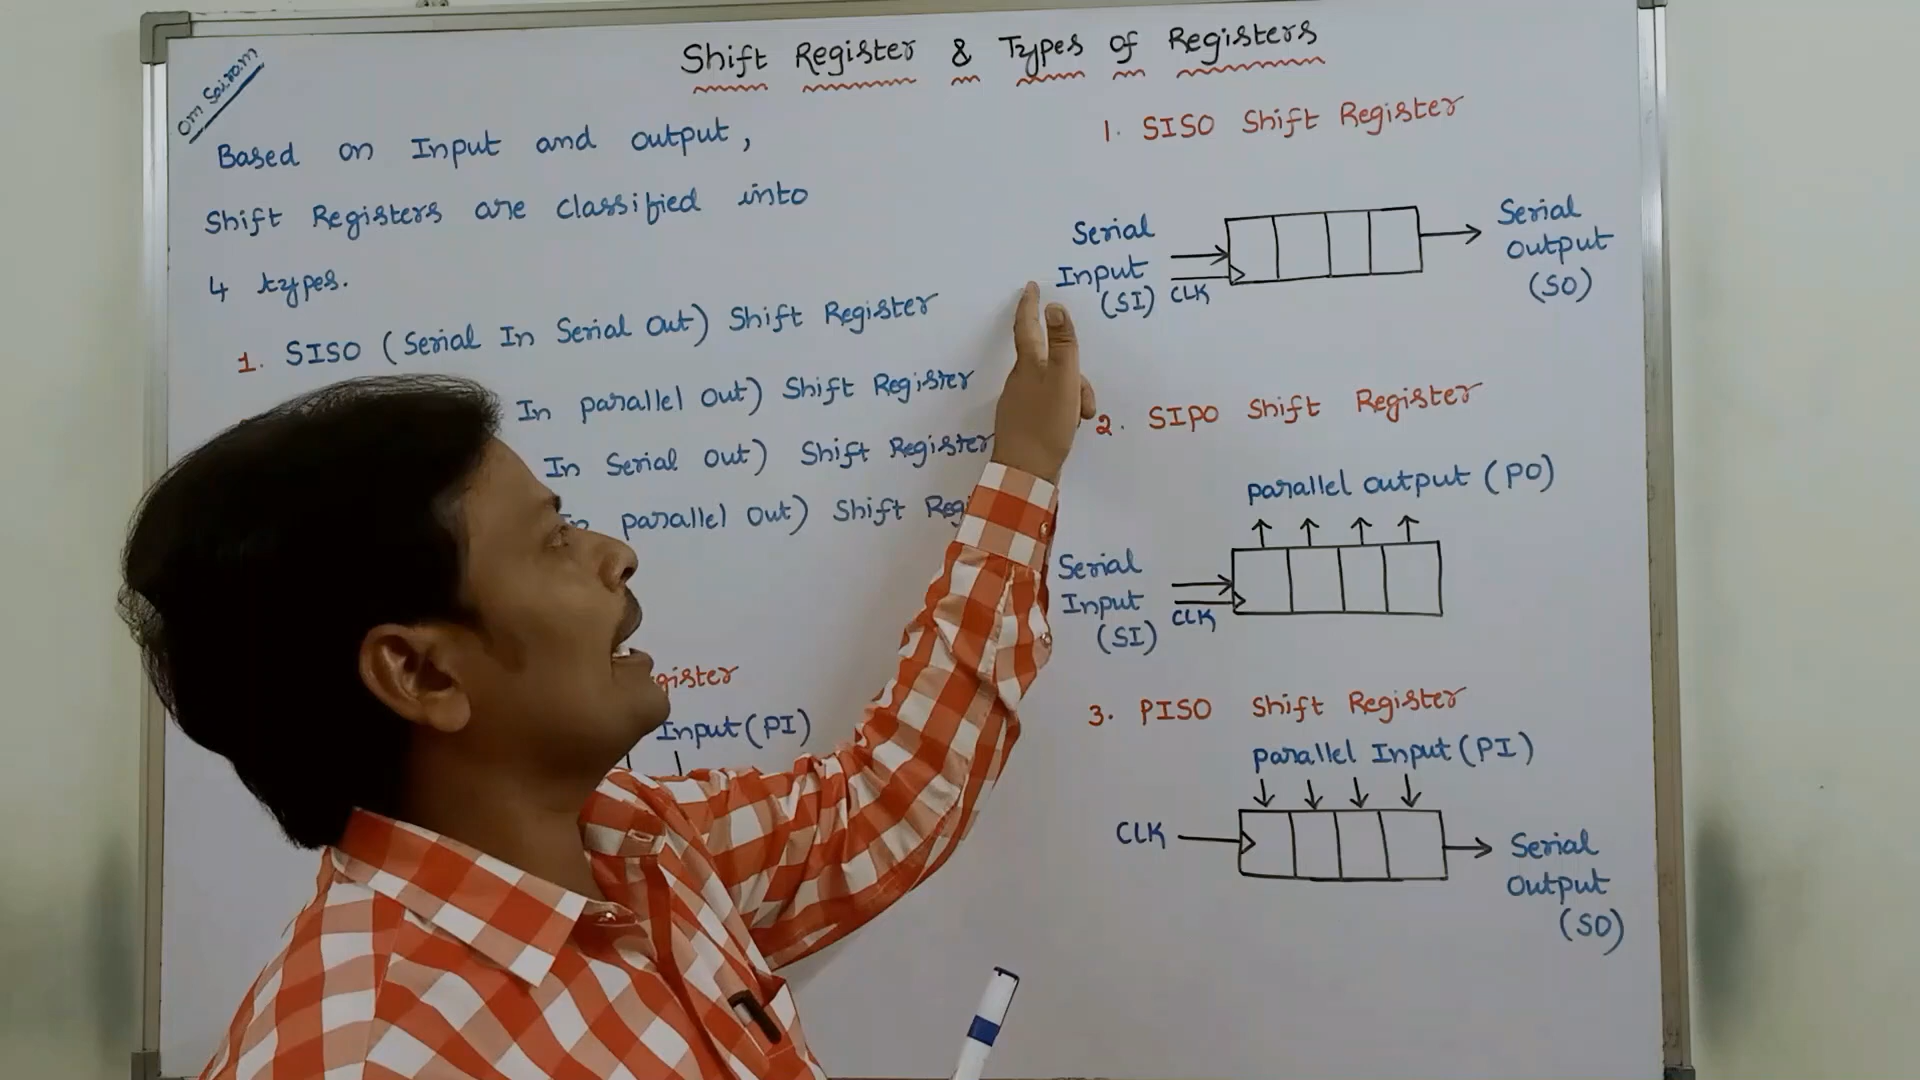 Om Sairam
Shift Register & Types of Registers
Based on Input and output,
Shift Registers are classified into
4 types.
1. SISO (Serial In Serial Out) Shift Register
In parallel Out) Shift Register
In Serial Out) Shift Register
In parallel Out) Shift Reg
gister
Input (PI)
1. SISO Shift Register
Serial
Input
(SI)
CLK
Serial
Output
(SO)
2. SIPO Shift Register
parallel output (PO)
Serial
Input
(SI)
CLK
3. PISO Shift Register
parallel Input (PI)
CLK
Serial
Output
(SO)